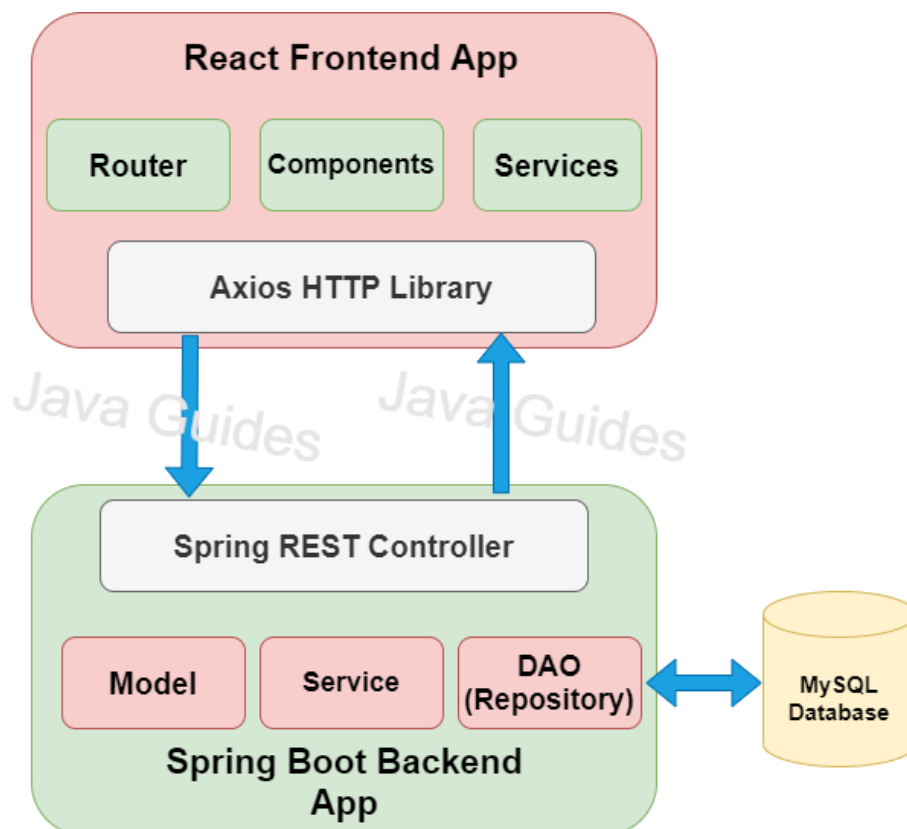 React Frontend App
Router
Components
Services
Axios HTTP Library
Java Guides
Java Guides
Spring REST Controller
Model
Service
DAO
(Repository)
MySQL
Database
Spring Boot Backend
App